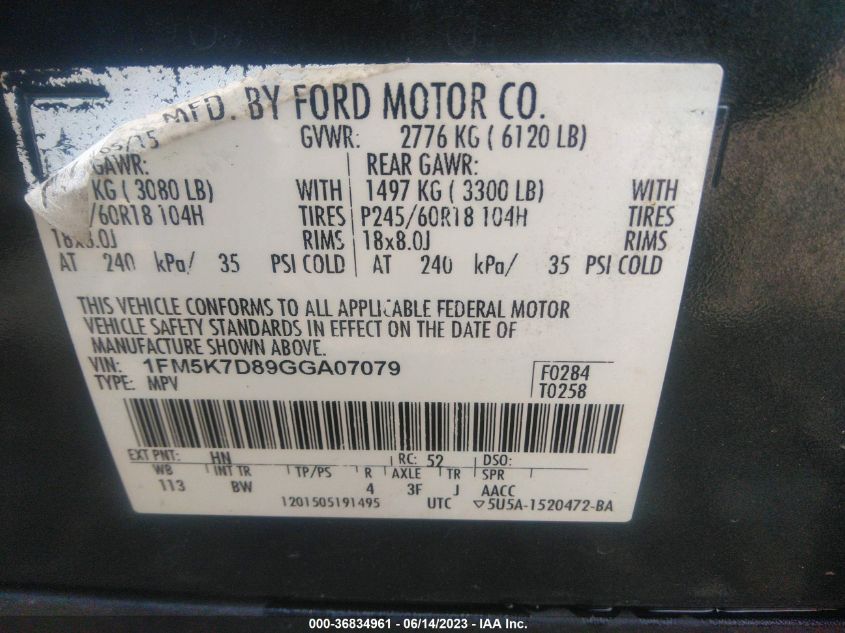 MFD. BY FORD MOTOR CO.
05/15 GVWR: 2776 KG ( 6120 LB)
GAWR: REAR GAWR:
KG ( 3080 LB) WITH 1497 KG ( 3300 LB) WITH
/60R18 104H TIRES P245/60R18 104H TIRES
18x8.0J RIMS 18x8.0J RIMS
AT 240 kPa/ 35 PSI COLD AT 240 kPa/ 35 PSI COLD
THIS VEHICLE CONFORMS TO ALL APPLICABLE FEDERAL MOTOR
VEHICLE SAFETY STANDARDS IN EFFECT ON THE DATE OF
MANUFACTURE SHOWN ABOVE.
VIN: 1FM5K7D89GGA07079 F0284
TYPE: MPV T0258
EXT PNT: HN RC: 52 DSO:
WB INT TR TP/PS R AXLE TR SPR
113 BW 4 3F J AACC
1201505191495 UTC ▽5U5A-1520472-BA
000-36834961 - 06/14/2023 - IAA Inc.